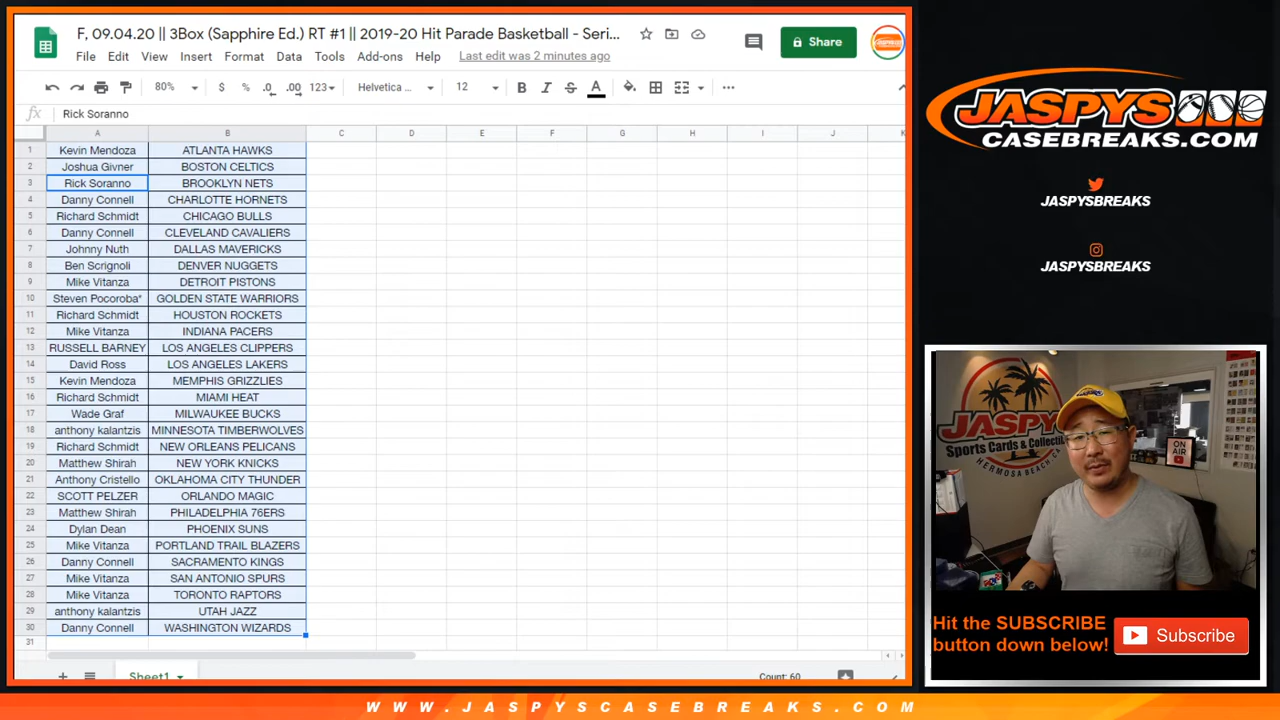 F, 09.04.20 || 3Box (Sapphire Ed.) RT #1 || 2019-20 Hit Parade Basketball - Seri...
Share
File Edit View Insert Format Data Tools Add-ons Help Last edit was 2 minutes ago
80% $ % .0 .00 123 Helvetica ... 12 B I S A ...
fx Rick Soranno
A B C D E F G H I J K
1 Kevin Mendoza ATLANTA HAWKS
2 Joshua Givner BOSTON CELTICS
3 Rick Soranno BROOKLYN NETS
4 Danny Connell CHARLOTTE HORNETS
5 Richard Schmidt CHICAGO BULLS
6 Danny Connell CLEVELAND CAVALIERS
7 Johnny Nuth DALLAS MAVERICKS
8 Ben Scrignoli DENVER NUGGETS
9 Mike Vitanza DETROIT PISTONS
10 Steven Pocoroba* GOLDEN STATE WARRIORS
11 Richard Schmidt HOUSTON ROCKETS
12 Mike Vitanza INDIANA PACERS
13 RUSSELL BARNEY LOS ANGELES CLIPPERS
14 David Ross LOS ANGELES LAKERS
15 Kevin Mendoza MEMPHIS GRIZZLIES
16 Richard Schmidt MIAMI HEAT
17 Wade Graf MILWAUKEE BUCKS
18 anthony kalantzis MINNESOTA TIMBERWOLVES
19 Richard Schmidt NEW ORLEANS PELICANS
20 Matthew Shirah NEW YORK KNICKS
21 Anthony Cristello OKLAHOMA CITY THUNDER
22 SCOTT PELZER ORLANDO MAGIC
23 Matthew Shirah PHILADELPHIA 76ERS
24 Dylan Dean PHOENIX SUNS
25 Mike Vitanza PORTLAND TRAIL BLAZERS
26 Danny Connell SACRAMENTO KINGS
27 Mike Vitanza SAN ANTONIO SPURS
28 Mike Vitanza TORONTO RAPTORS
29 anthony kalantzis UTAH JAZZ
30 Danny Connell WASHINGTON WIZARDS
31
Sheet1 Count: 60
JASPYS
CASEBREAKS.COM
JASPYSBREAKS
JASPYSBREAKS
JASPYS
Sports Cards & Collectibl
HERMOSA BEACH CA
ON
AIR
Hit the SUBSCRIBE
button down below!
Subscribe
WWW.JASPYSCASEBREAKS.COM